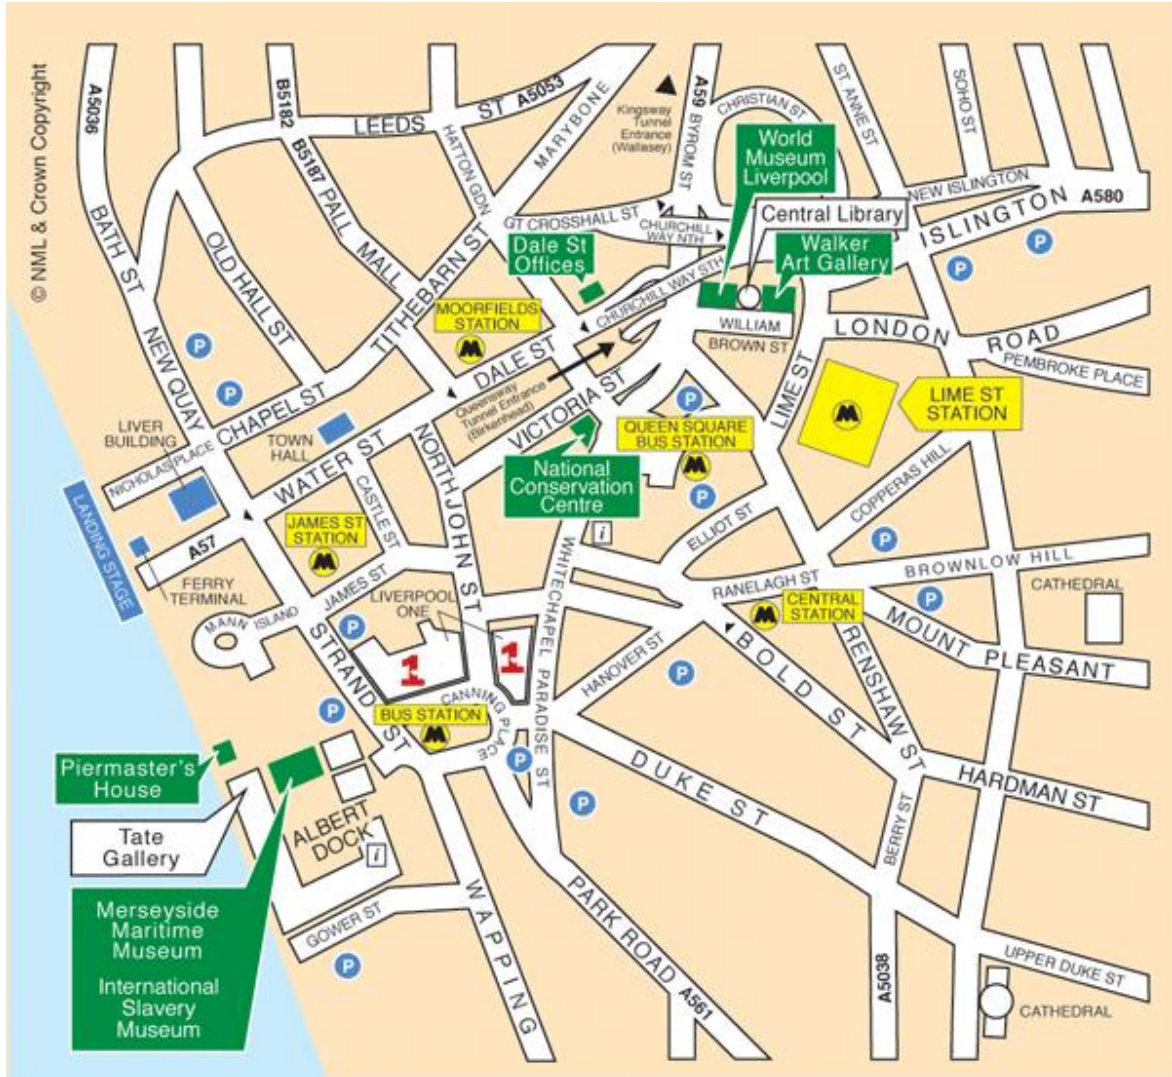 © NML & Crown Copyright
A5036
B5182
LEEDS ST A5053
B5187 PALL MALL
HATTON GDN
MARYBONE
Kingsway
Tunnel
Entrance
(Wallasey)
A59 BYROM ST
CHRISTIAN ST
ST. ANNE ST
SOHO ST
World
Museum
Liverpool
NEW ISLINGTON
ISLINGTON A580
BATH ST
OLD HALL ST
TITHEBARN ST
GT CROSSHALL ST
CHURCHILL
WAY NTH
Central Library
Dale St
Offices
Walker
Art Gallery
CHURCHILL WAY STH
P
P
MOORFIELDS
STATION
M
WILLIAM
BROWN ST
LONDON ROAD
PEMBROKE PLACE
NEW QUAY
P
P
DALE ST
Queensway
Tunnel Entrance
(Birkenhead)
VICTORIA ST
LIME ST
M
LIME ST
STATION
CHAPEL ST
P
LIVER
BUILDING
TOWN
HALL
QUEEN SQUARE
BUS STATION
M
NICHOLAS PLACE
WATER ST
NORTH JOHN ST
National
Conservation
Centre
P
COPPERAS HILL
LANDING STAGE
CASTLE ST
JAMES ST
STATION
M
A57
i
ELLIOT ST
P
FERRY
TERMINAL
JAMES ST
WHITECHAPEL
RANELAGH ST
BROWNLOW HILL
CATHEDRAL
MANN ISLAND
LIVERPOOL
ONE
P
CENTRAL
STATION
M
P
MOUNT PLEASANT
STRAND ST
1
1
PARADISE ST
HANOVER ST
P
BOLD ST
RENSHAW ST
CANNING PLACE
P
BUS STATION
M
Piermaster's
House
P
P
DUKE ST
HARDMAN ST
Tate
Gallery
ALBERT
DOCK
i
BERRY ST
Merseyside
Maritime
Museum
International
Slavery
Museum
GOWER ST
P
WAPPING
PARK ROAD A561
A5038
UPPER DUKE ST
CATHEDRAL